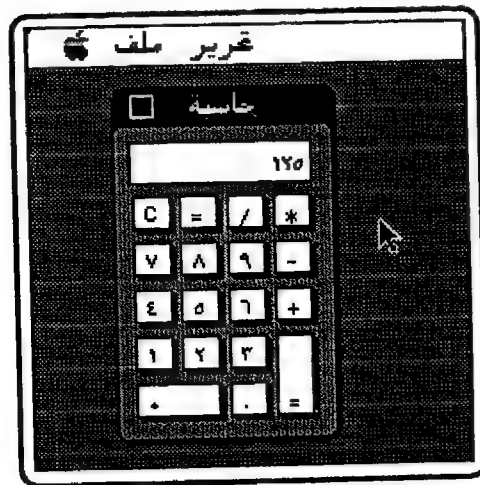 تحرير ملف
حاسبة
١٢٥
C = / *
٧ ٨ ٩ -
٤ ٥ ٦ +
١ ٢ ٣
٠ . =